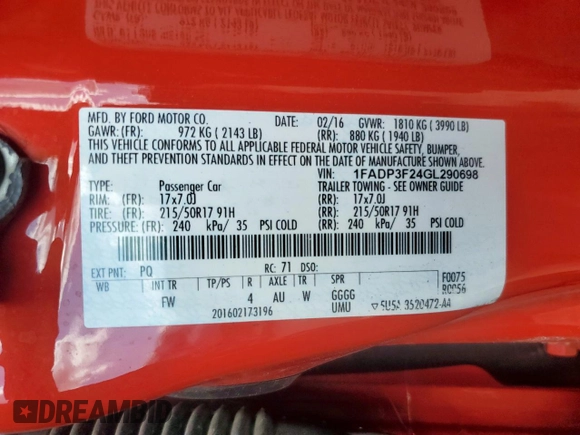 MFD. BY FORD MOTOR CO.
DATE: 02/16 GVWR: 1810 KG ( 3990 LB)
GAWR: (FR): 972 KG ( 2143 LB) (RR): 880 KG ( 1940 LB)
THIS VEHICLE CONFORMS TO ALL APPLICABLE FEDERAL MOTOR VEHICLE SAFETY, BUMPER,
AND THEFT PREVENTION STANDARDS IN EFFECT ON THE DATE OF MANUFACTURE SHOWN ABOVE.
VIN: 1FADP3F24GL290698
TYPE: Passenger Car TRAILER TOWING - SEE OWNER GUIDE
RIM: (FR): 17x7.0J (RR): 17x7.0J
TIRE: (FR): 215/50R17 91H (RR): 215/50R17 91H
PRESSURE: (FR): 240 kPa/ 35 PSI COLD (RR): 240 kPa/ 35 PSI COLD
EXT PNT: PQ RC: 71 DSO:
WB INT TR TP/PS R AXLE TR SPR F0075
R0056
FW 4 AU W GGGG
UMU
201602173196
5U5A 3520472-AA
DREAMBID